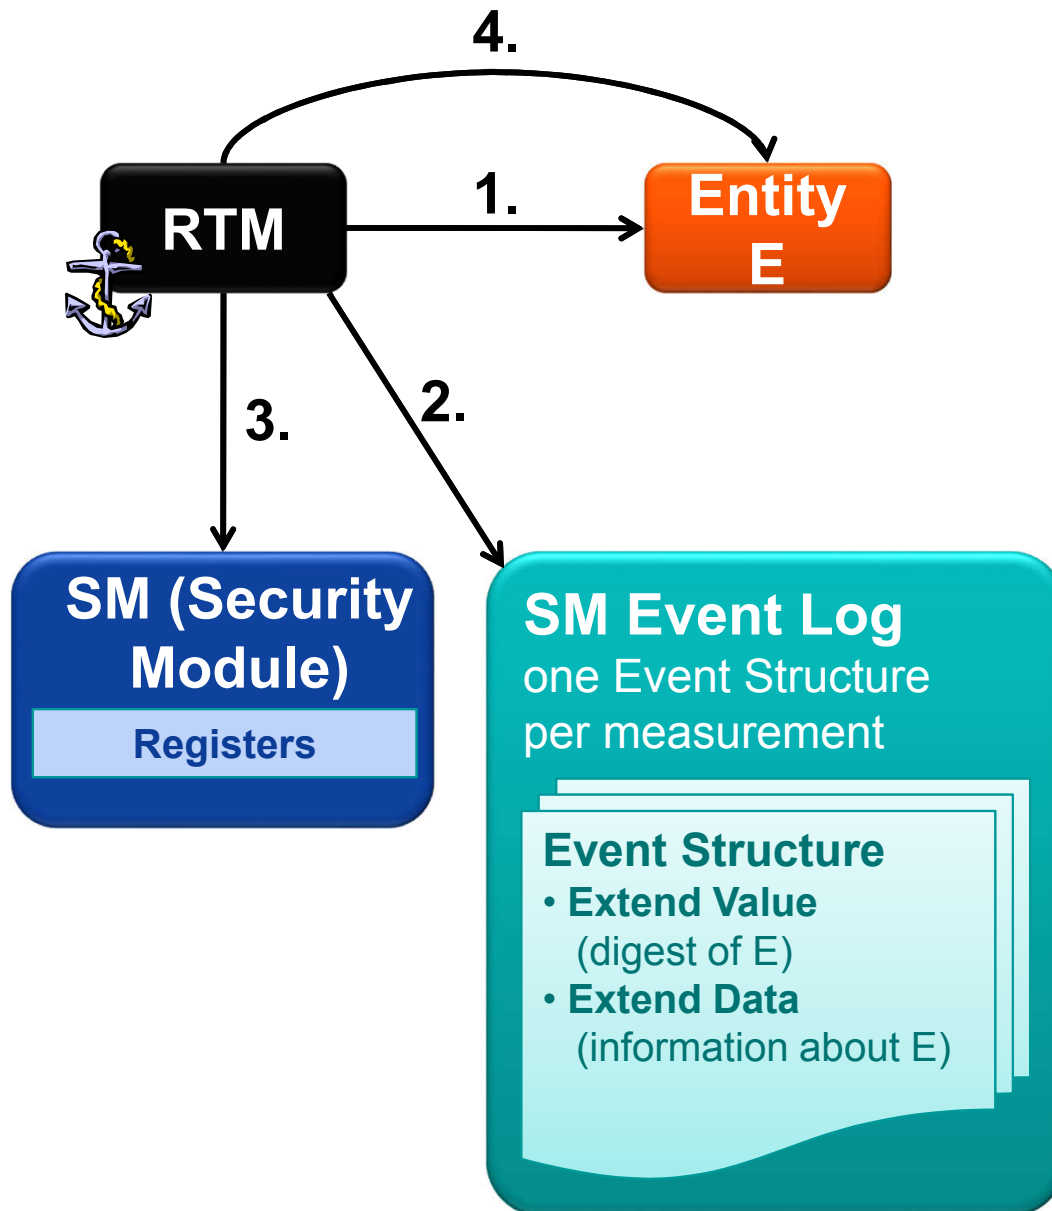 4.
RTM
1.
Entity
E
3.
2.
SM (Security
Module)
Registers
SM Event Log
one Event Structure
per measurement
Event Structure
• Extend Value
(digest of E)
• Extend Data
(information about E)